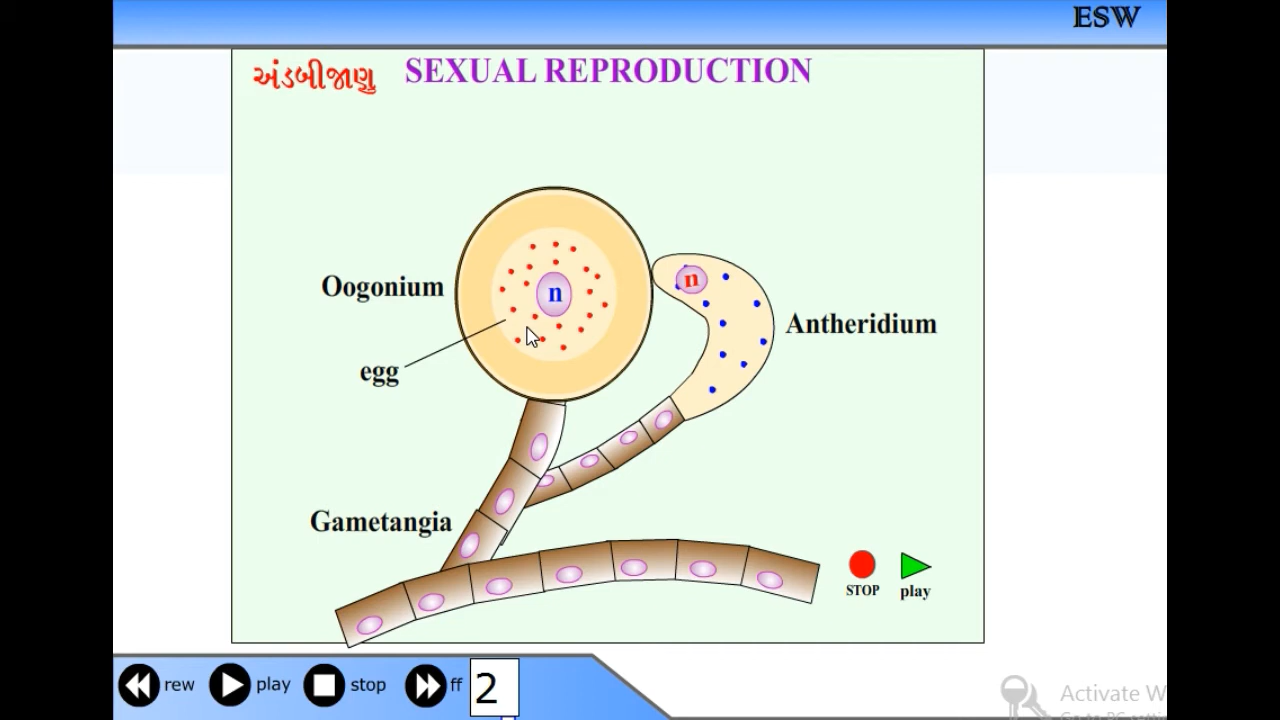 ESW
અંડબીજાણુ SEXUAL REPRODUCTION
Oogonium
n
n
Antheridium
egg
Gametangia
STOP
play
rew
play
stop
ff
2
Activate W